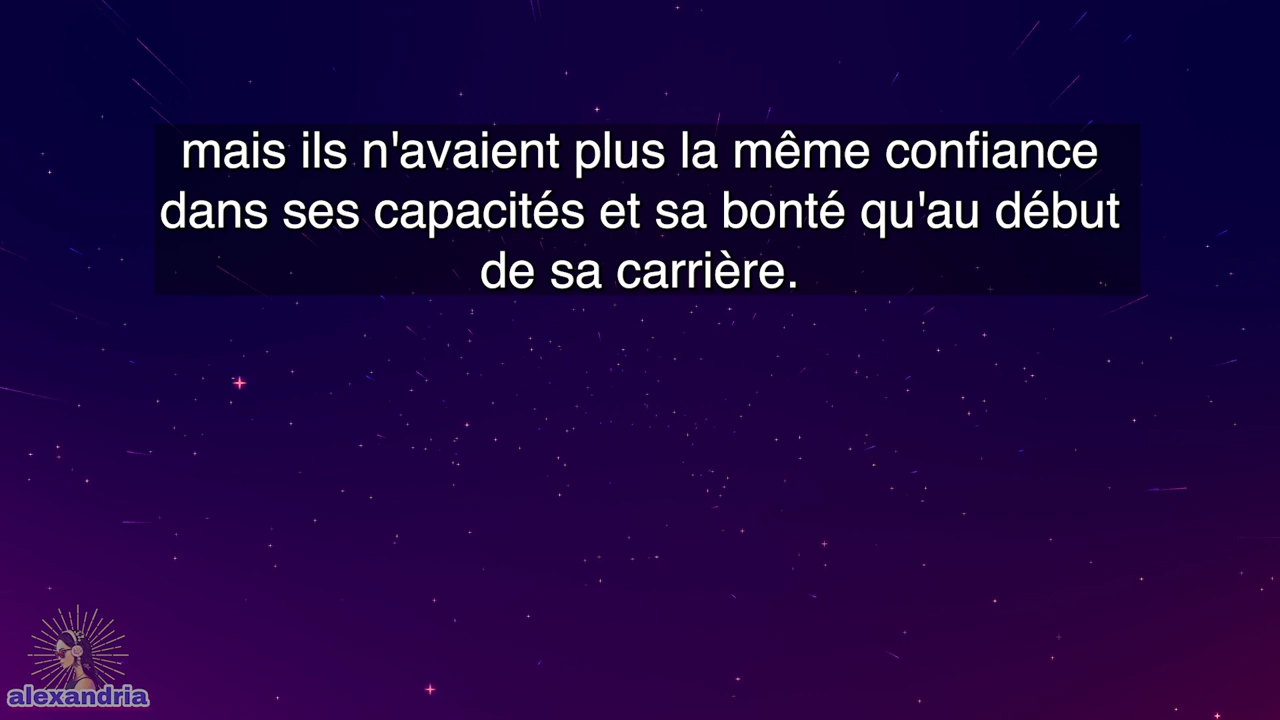 mais ils n'avaient plus la même confiance
dans ses capacités et sa bonté qu'au début
de sa carrière.
alexandria